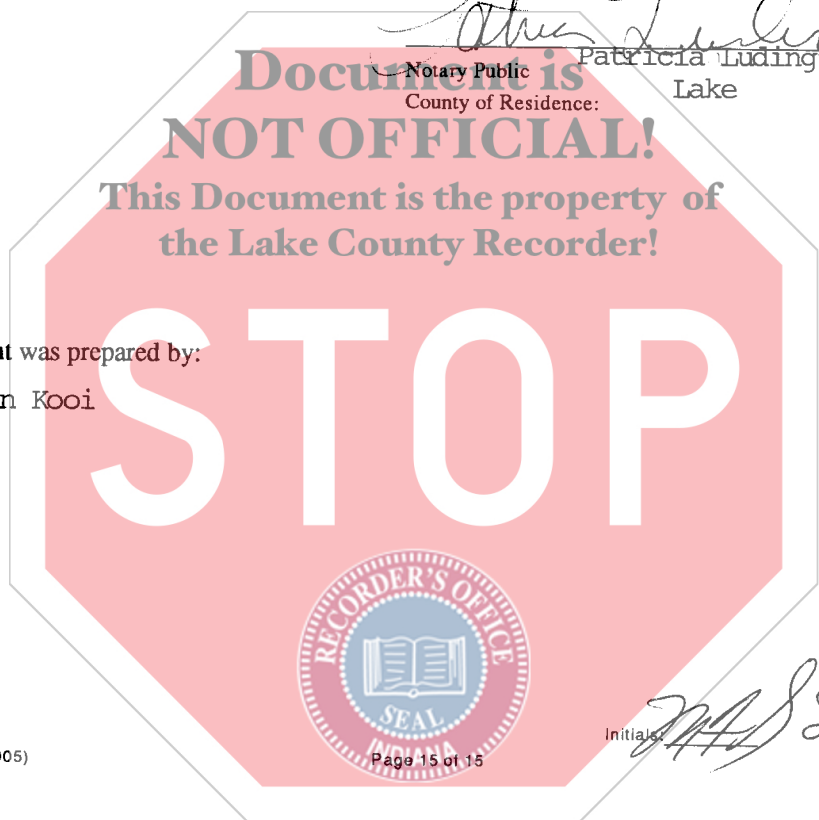 Document is
Notary Public Patricia Luding
County of Residence: Lake
NOT OFFICIAL!
This Document is the property of
the Lake County Recorder!
was prepared by:
Kooi
STOP
RECORDER'S OFFICE
SEAL
INDIANA
Initials:
005)
Page 15 of 15